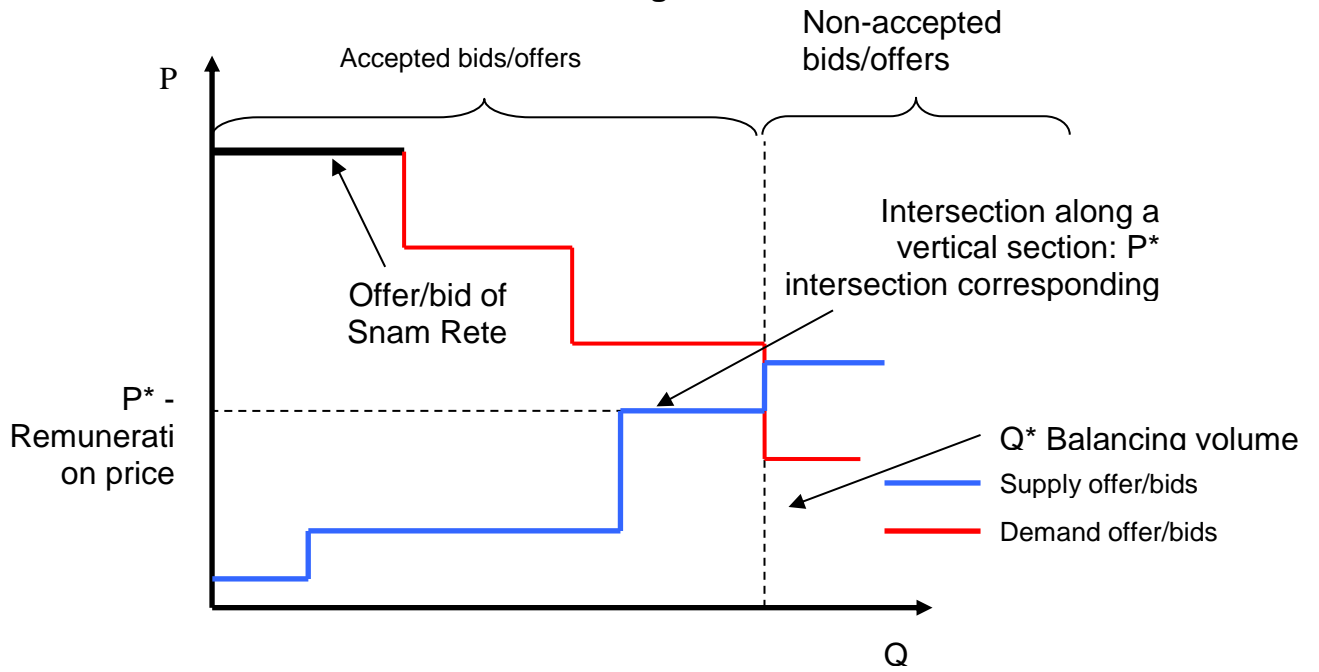 Non-accepted
bids/offers
Accepted bids/offers
P
Intersection along a
vertical section: P*
intersection corresponding
Offer/bid of
Snam Rete
P* -
Remunerati
on price
Q* Balancing volume
Supply offer/bids
Demand offer/bids
Q